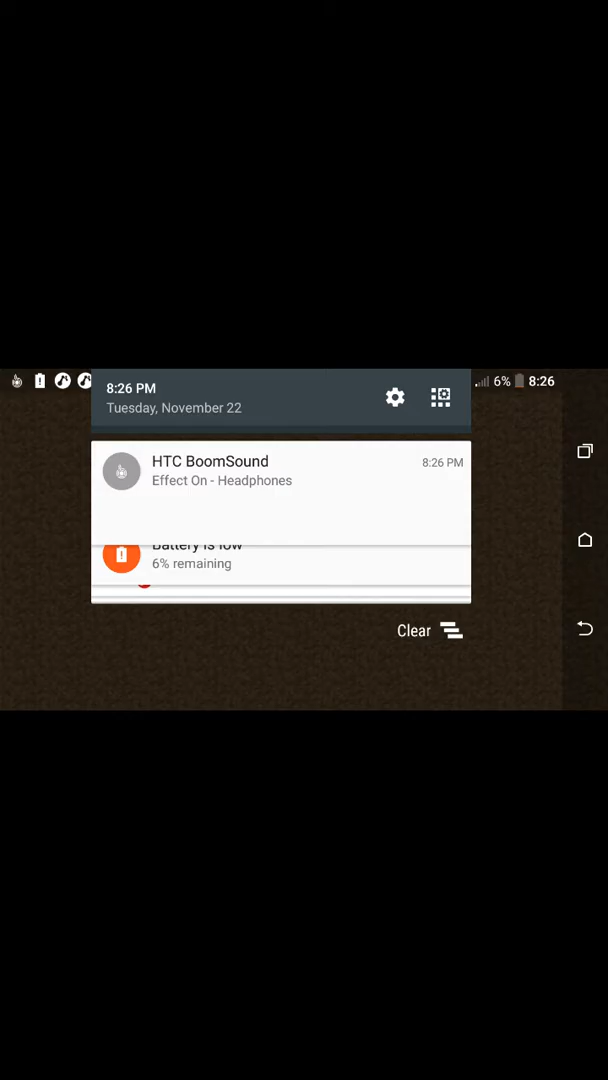 8:26 PM
Tuesday, November 22
6%
8:26
HTC BoomSound
8:26 PM
Effect On - Headphones
Battery is low
6% remaining
Clear